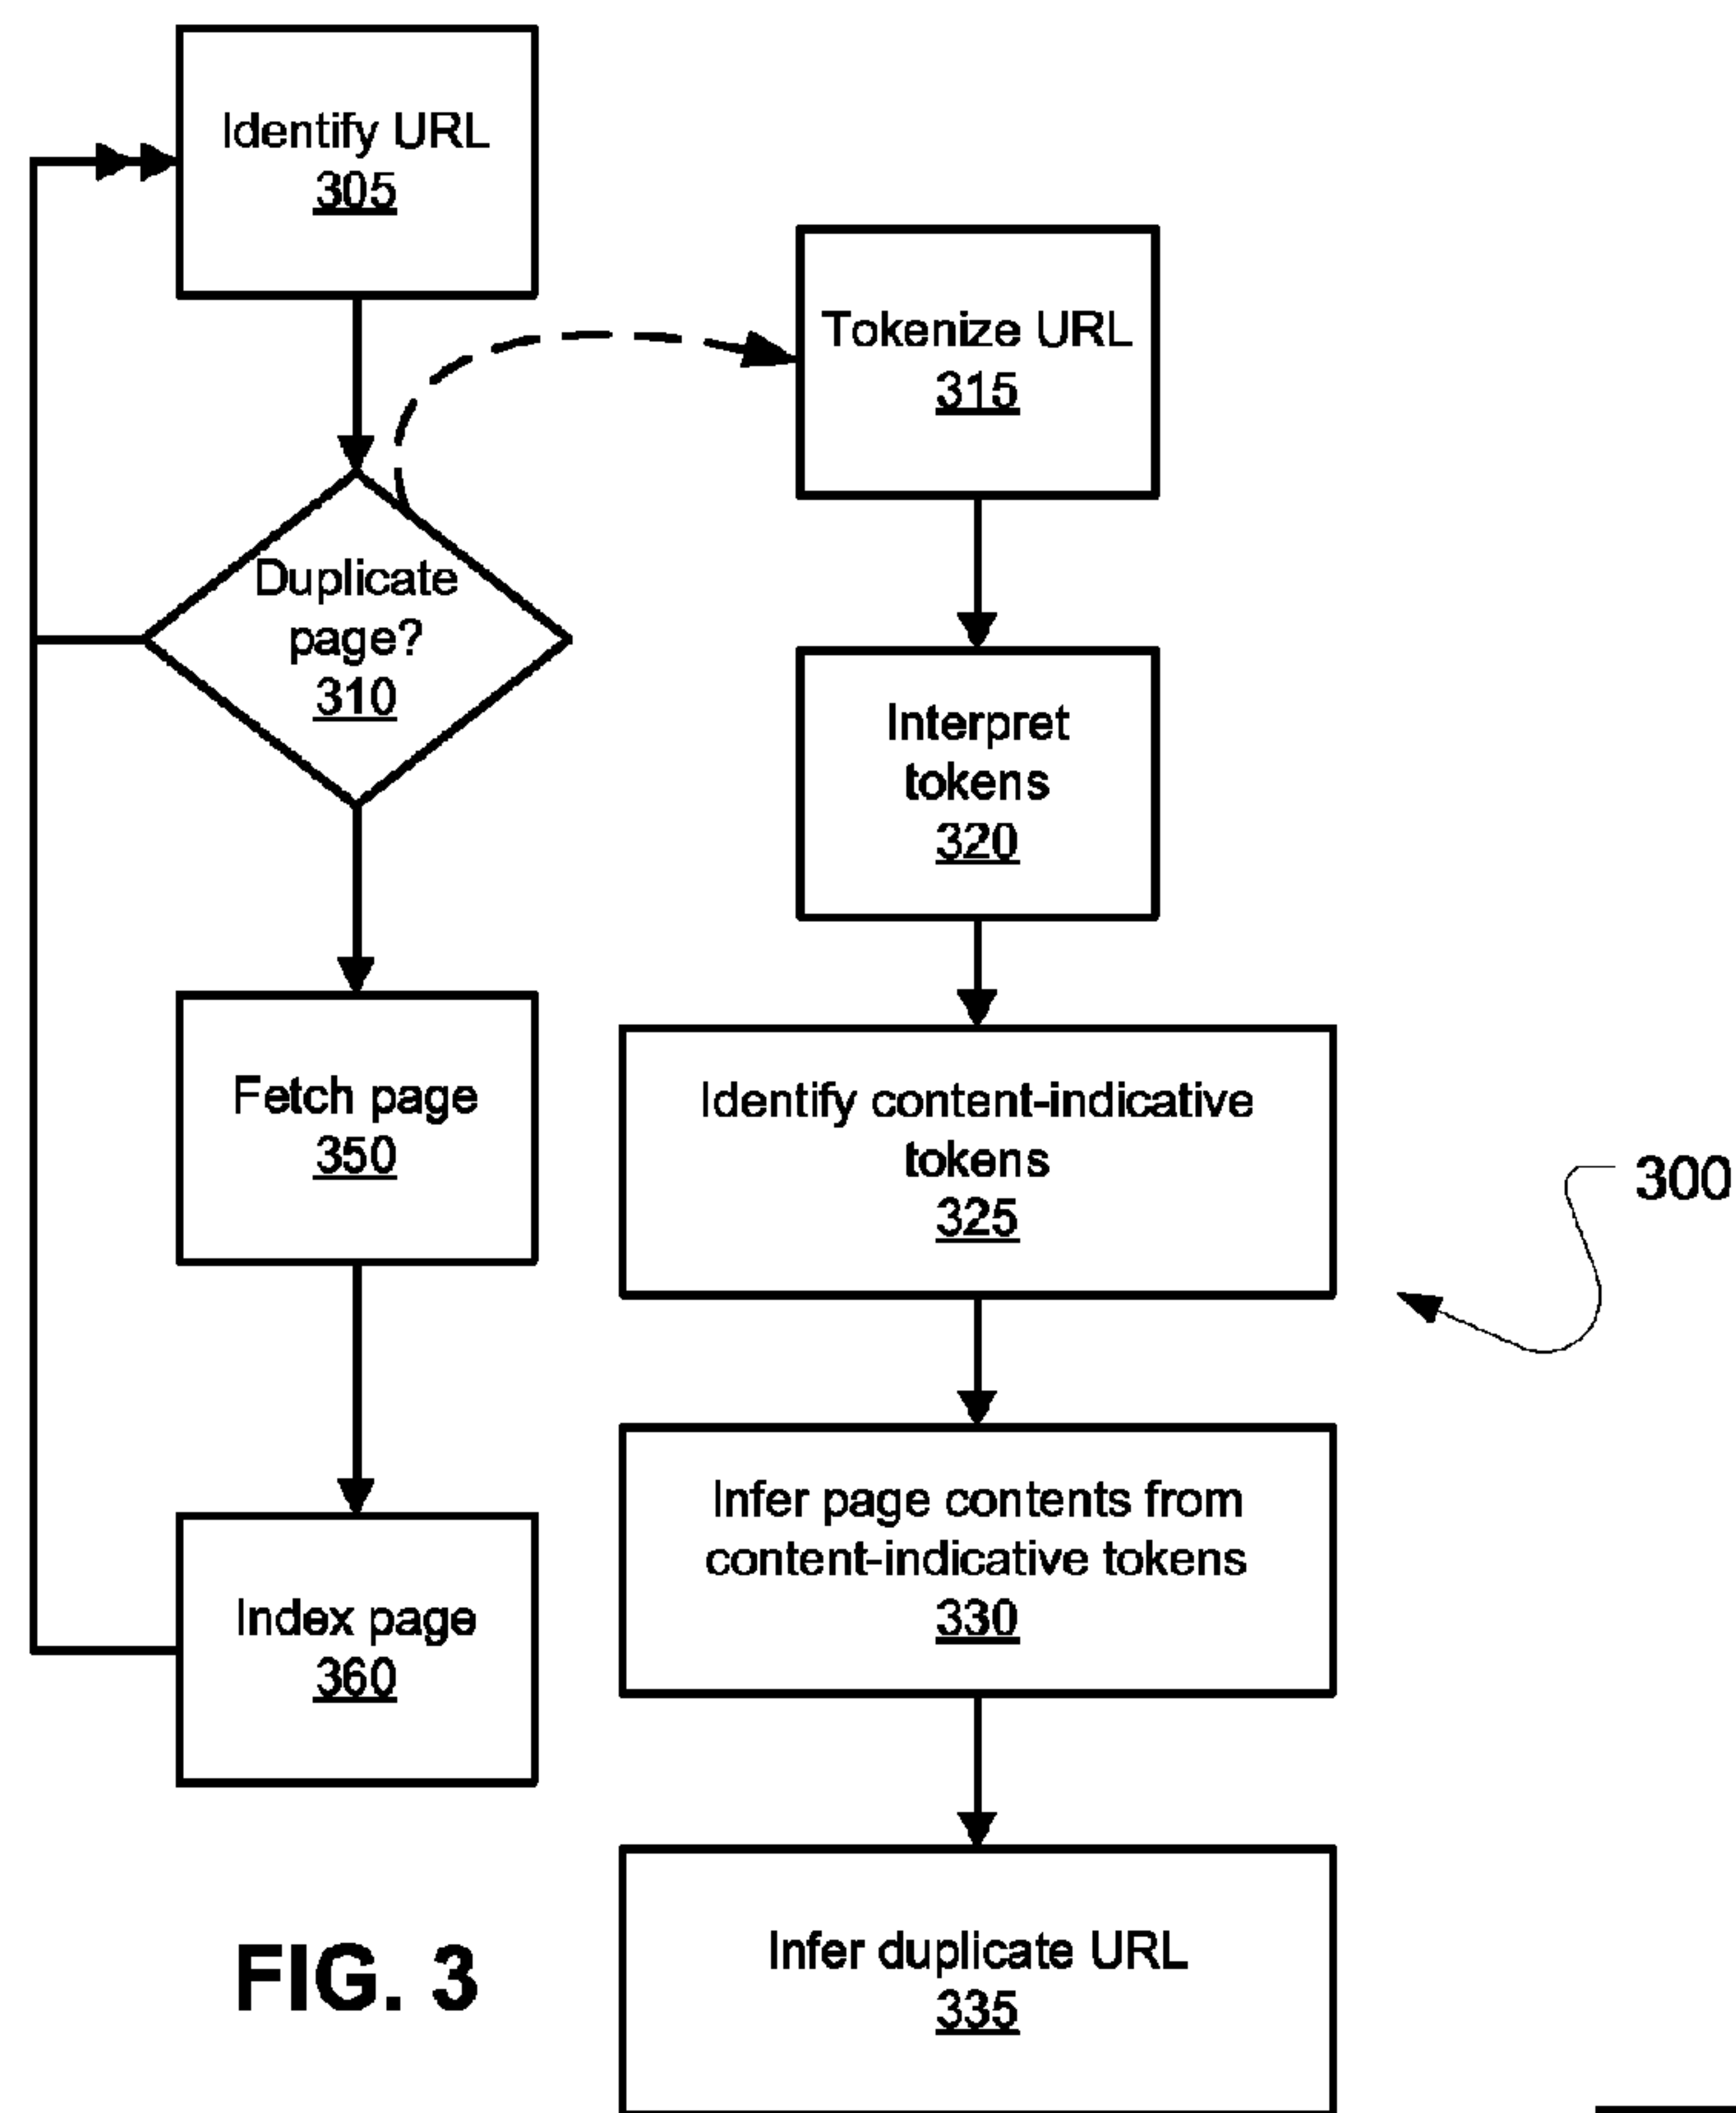 Identify URL
305
Duplicate
page?
310
Fetch page
350
Index page
360
Tokenize URL
315
Interpret
tokens
320
Identify content-indicative
tokens
325
Infer page contents from
content-indicative tokens
330
Infer duplicate URL
335
300
FIG. 3